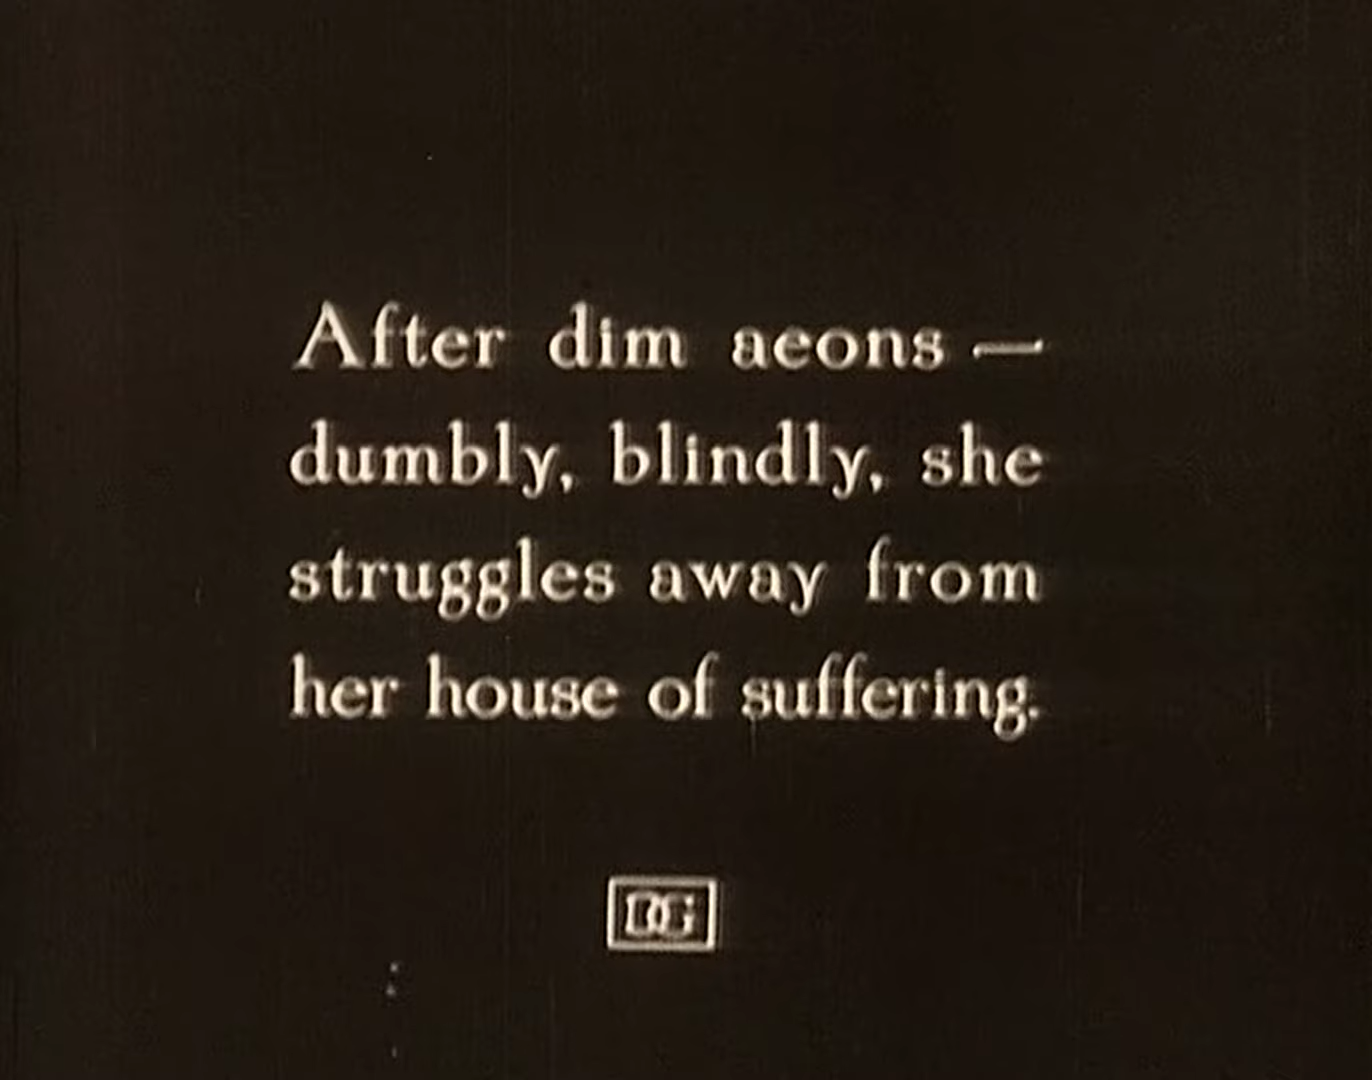 After dim aeons —
dumbly, blindly, she
struggles away from
her house of suffering.
DG